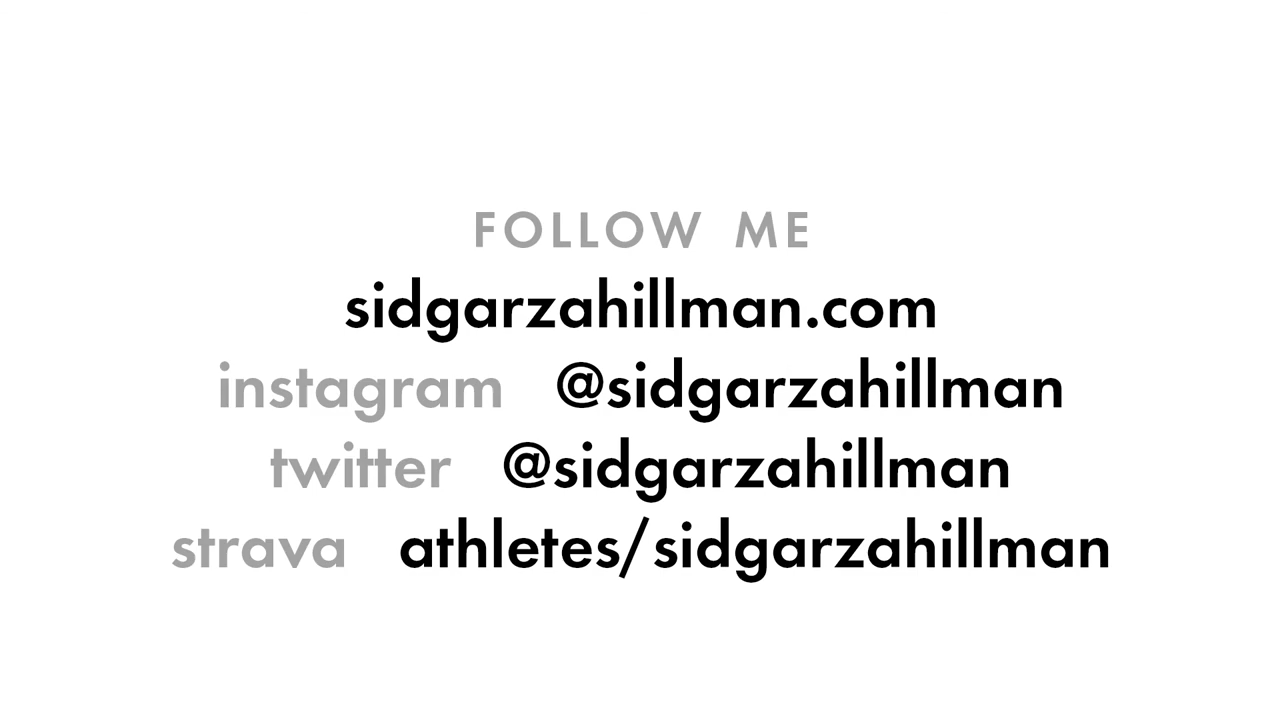 FOLLOW ME
sidgarzahillman.com
instagram @sidgarzahillman
twitter @sidgarzahillman
strava athletes/sidgarzahillman